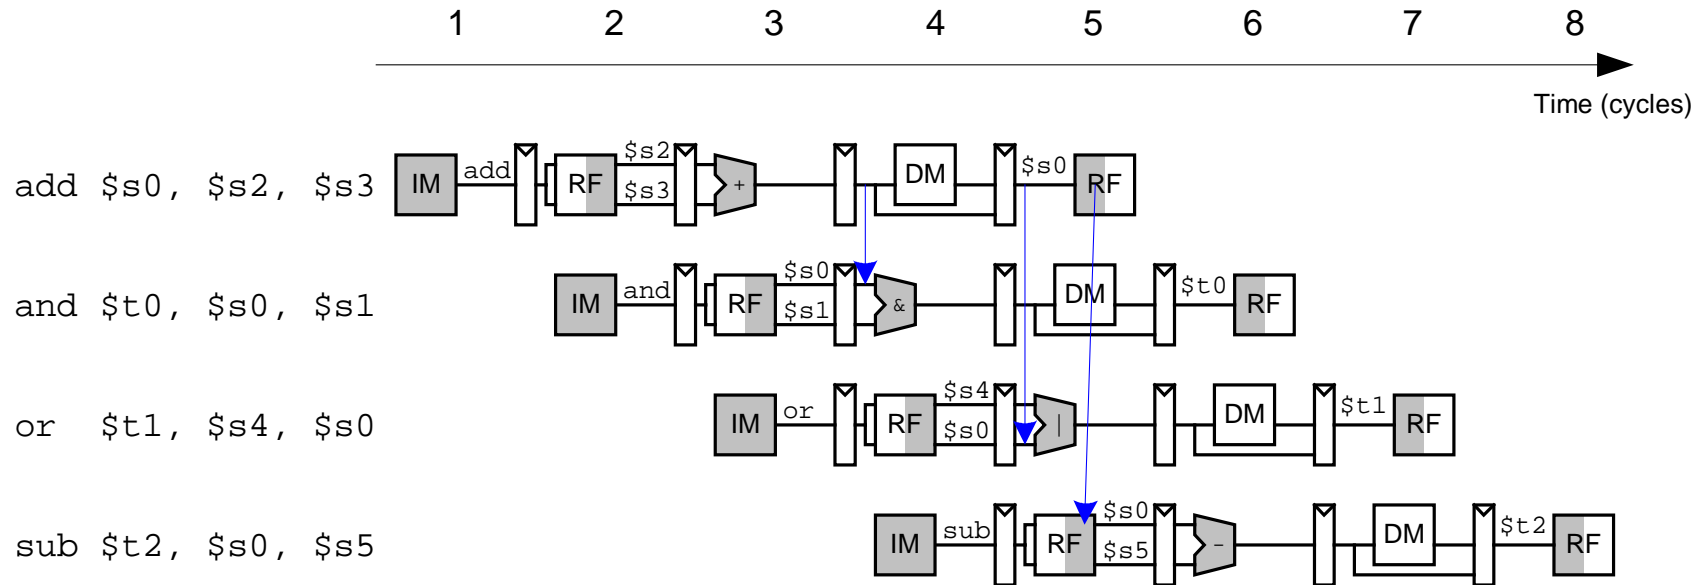 1 2 3 4 5 6 7 8
Time (cycles)
add $s0, $s2, $s3 IM add RF $s2 $s3 + DM $s0 RF
and $t0, $s0, $s1 IM and RF $s0 $s1 & DM $t0 RF
or $t1, $s4, $s0 IM or RF $s4 $s0 | DM $t1 RF
sub $t2, $s0, $s5 IM sub RF $s0 $s5 - DM $t2 RF